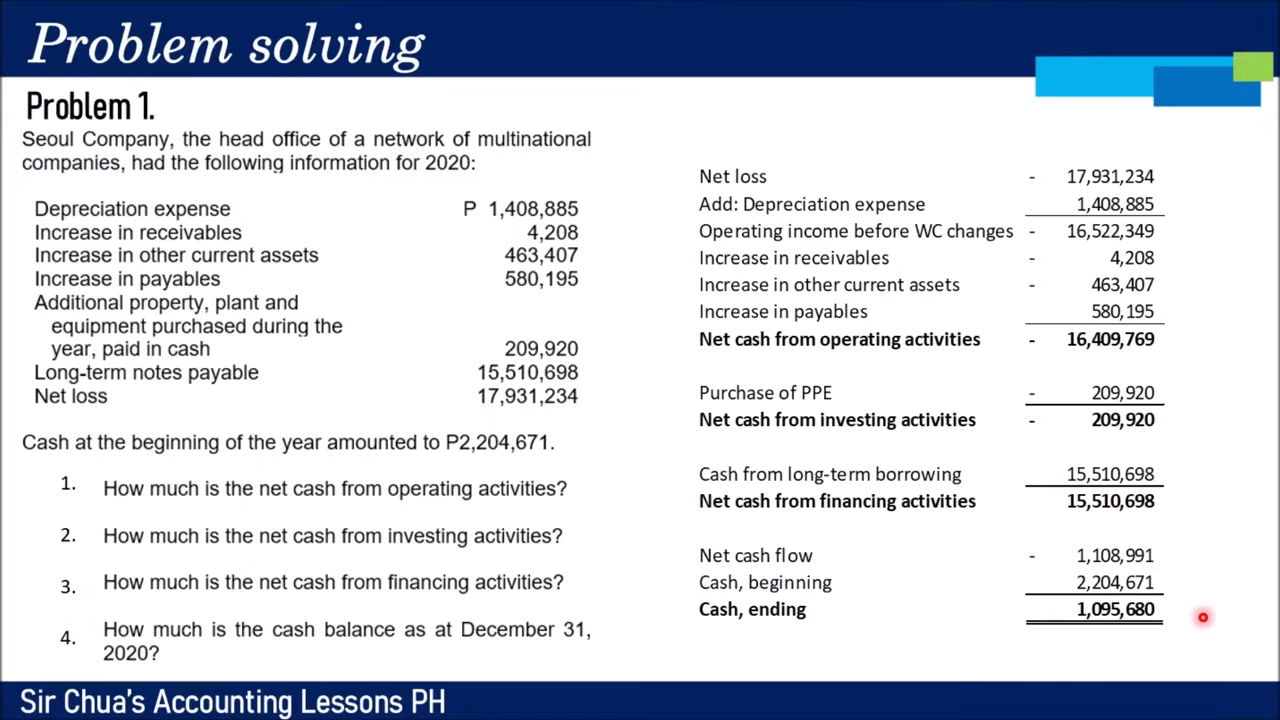 Problem solving
Problem 1.
Seoul Company, the head office of a network of multinational
companies, had the following information for 2020:
Depreciation expense P 1,408,885
Increase in receivables 4,208
Increase in other current assets 463,407
Increase in payables 580,195
Additional property, plant and
equipment purchased during the
year, paid in cash 209,920
Long-term notes payable 15,510,698
Net loss 17,931,234
Cash at the beginning of the year amounted to P2,204,671.
1. How much is the net cash from operating activities?
2. How much is the net cash from investing activities?
3. How much is the net cash from financing activities?
4. How much is the cash balance as at December 31,
2020?
Net loss - 17,931,234
Add: Depreciation expense 1,408,885
Operating income before WC changes - 16,522,349
Increase in receivables - 4,208
Increase in other current assets - 463,407
Increase in payables 580,195
Net cash from operating activities - 16,409,769
Purchase of PPE - 209,920
Net cash from investing activities - 209,920
Cash from long-term borrowing 15,510,698
Net cash from financing activities 15,510,698
Net cash flow - 1,108,991
Cash, beginning 2,204,671
Cash, ending 1,095,680
Sir Chua's Accounting Lessons PH